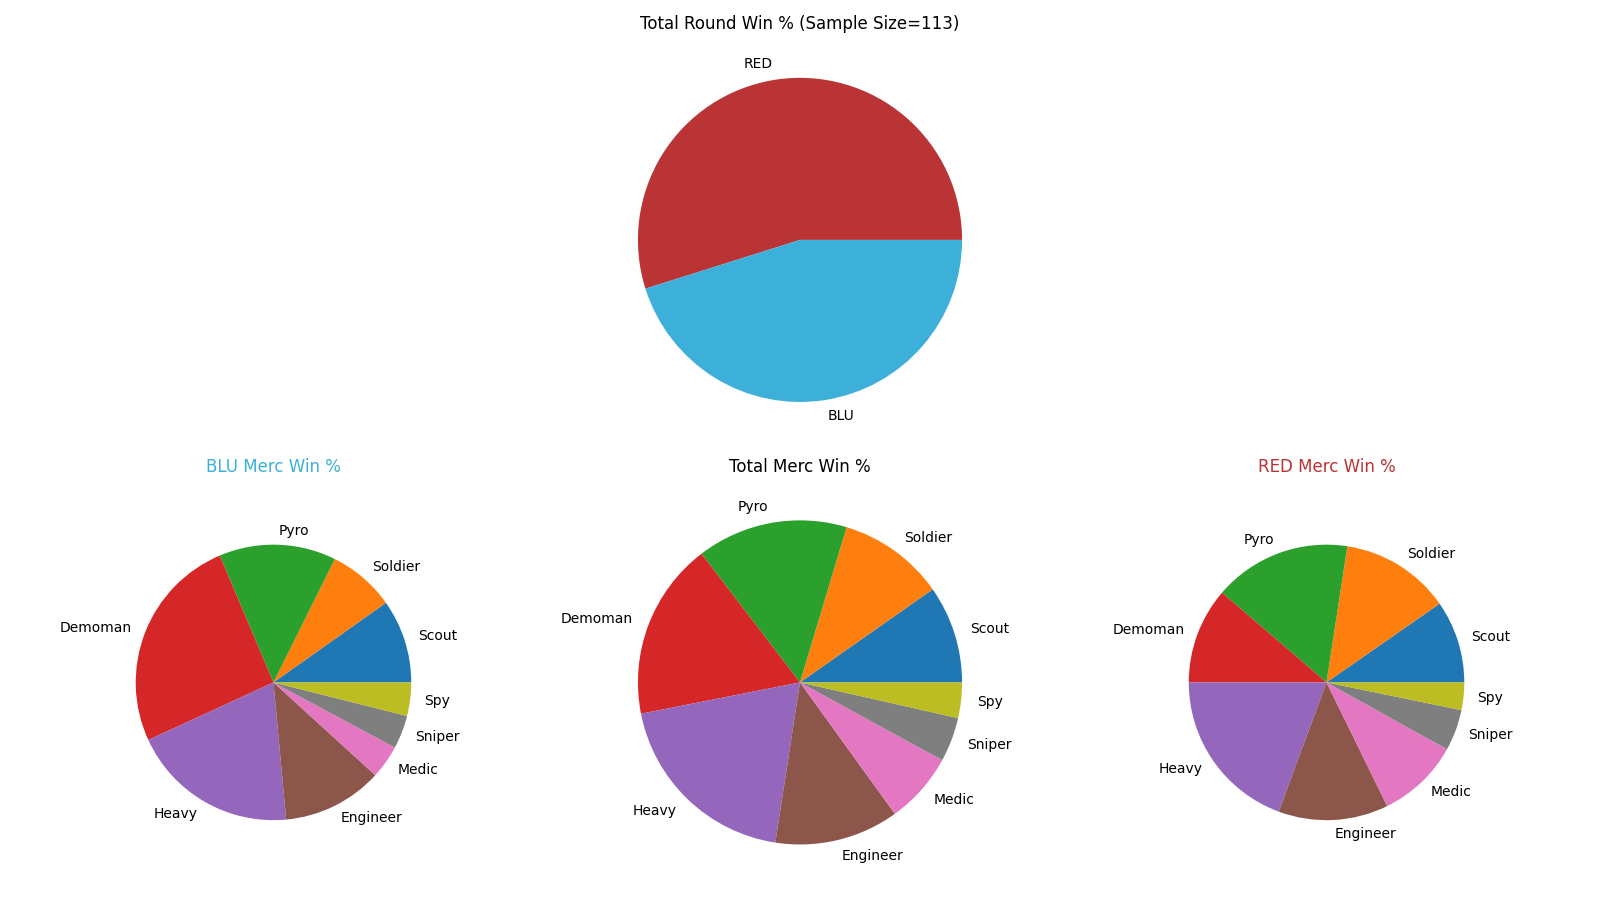 Total Round Win % (Sample Size=113)
RED
BLU
BLU Merc Win %
Pyro
Soldier
Scout
Demoman
Heavy
Engineer
Medic
Sniper
Spy
Total Merc Win %
Pyro
Soldier
Scout
Demoman
Heavy
Engineer
Medic
Sniper
Spy
RED Merc Win %
Pyro
Soldier
Scout
Demoman
Heavy
Engineer
Medic
Sniper
Spy